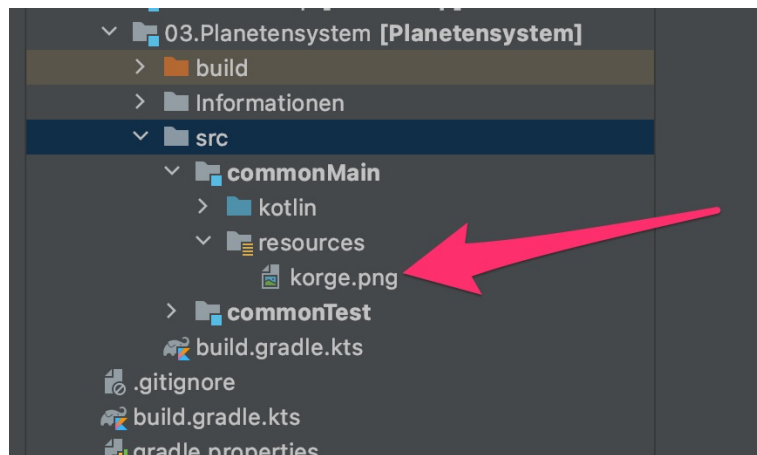 03.Planetensystem [Planetensystem]
build
Informationen
src
commonMain
kotlin
resources
korge.png
commonTest
build.gradle.kts
.gitignore
build.gradle.kts
gradle.properties